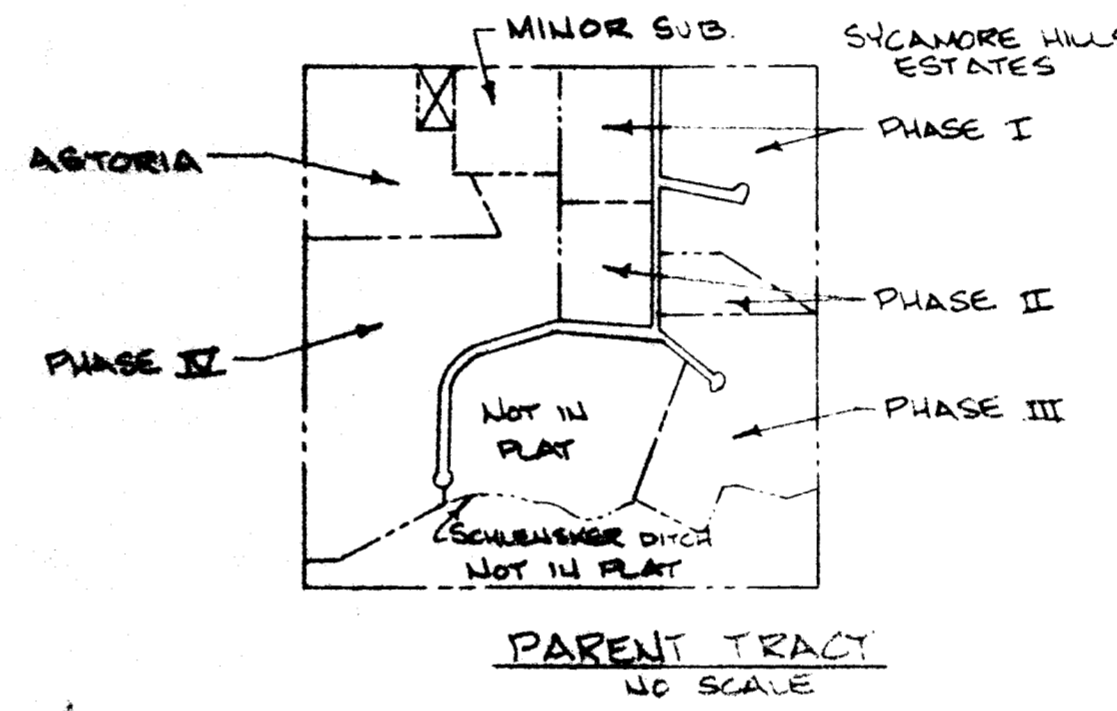 MINOR SUB.
SYCAMORE HILLS
ESTATES
PHASE I
ASTORIA
PHASE II
PHASE IV
PHASE III
NOT IN
PLAT
SCHLENSKER DITCH
NOT IN PLAT
PARENT TRACT
NO SCALE